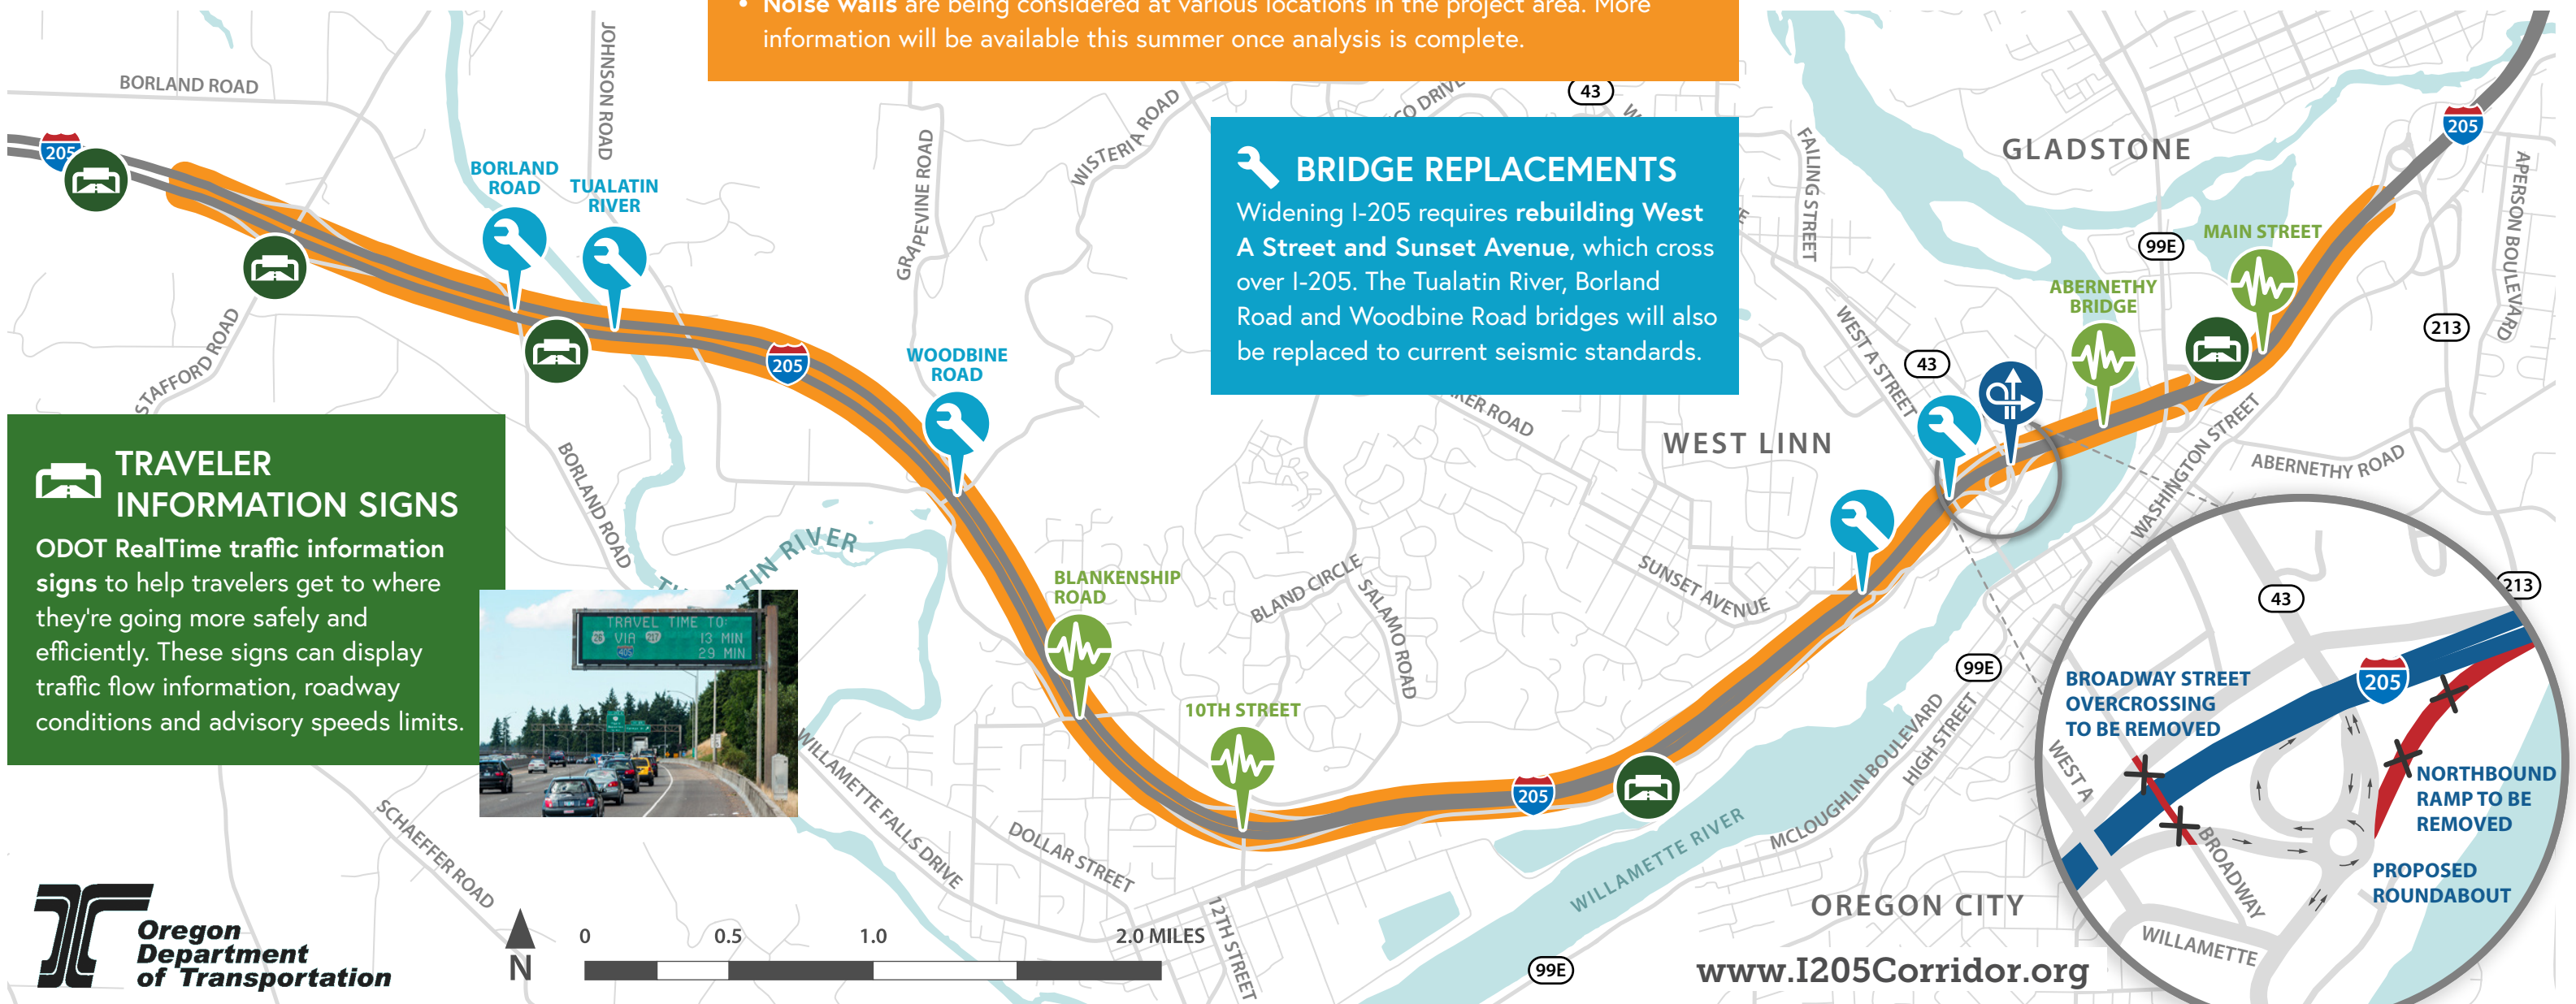 • Noise walls are being considered at various locations in the project area. More
information will be available this summer once analysis is complete.
BORLAND ROAD
JOHNSON ROAD
205
BORLAND
ROAD
TUALATIN
RIVER
GRAPEVINE ROAD
WISTERIA ROAD
CO DRIVE
43
FAILING STREET
GLADSTONE
205
APERSON BOULEVARD
BRIDGE REPLACEMENTS
Widening I-205 requires rebuilding West
A Street and Sunset Avenue, which cross
over I-205. The Tualatin River, Borland
Road and Woodbine Road bridges will also
be replaced to current seismic standards.
99E
MAIN STREET
ABERNETHY
BRIDGE
213
WEST A STREET
43
STAFFORD ROAD
205
WOODBINE
ROAD
KER ROAD
WEST LINN
WASHINGTON STREET
ABERNETHY ROAD
TRAVELER
INFORMATION SIGNS
ODOT RealTime traffic information
signs to help travelers get to where
they're going more safely and
efficiently. These signs can display
traffic flow information, roadway
conditions and advisory speeds limits.
BORLAND ROAD
TUALATIN RIVER
TRAVEL TIME TO:
26 VIA 217 13 MIN
405 29 MIN
BLANKENSHIP
ROAD
BLAND CIRCLE
SALAMO ROAD
SUNSET AVENUE
10TH STREET
205
99E
MCLOUGHLIN BOULEVARD
HIGH STREET
WILLAMETTE RIVER
WILLAMETTE FALLS DRIVE
DOLLAR STREET
12TH STREET
SCHAEFFER ROAD
43
213
205
BROADWAY STREET
OVERCROSSING
TO BE REMOVED
WEST A
NORTHBOUND
RAMP TO BE
REMOVED
PROPOSED
ROUNDABOUT
BROADWAY
WILLAMETTE
OREGON CITY
Oregon
Department
of Transportation
N
0 0.5 1.0 2.0 MILES
99E
www.I205Corridor.org